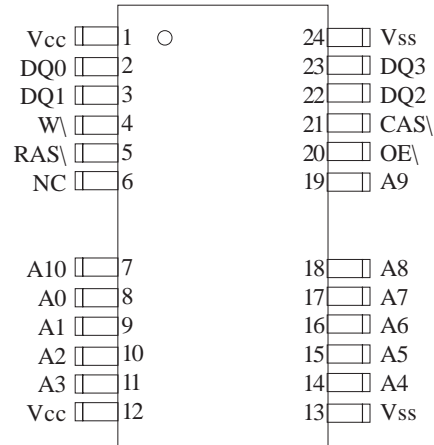 Vcc 1 24 Vss
DQ0 2 23 DQ3
DQ1 3 22 DQ2
W\ 4 21 CAS\
RAS\ 5 20 OE\
NC 6 19 A9
A10 7 18 A8
A0 8 17 A7
A1 9 16 A6
A2 10 15 A5
A3 11 14 A4
Vcc 12 13 Vss